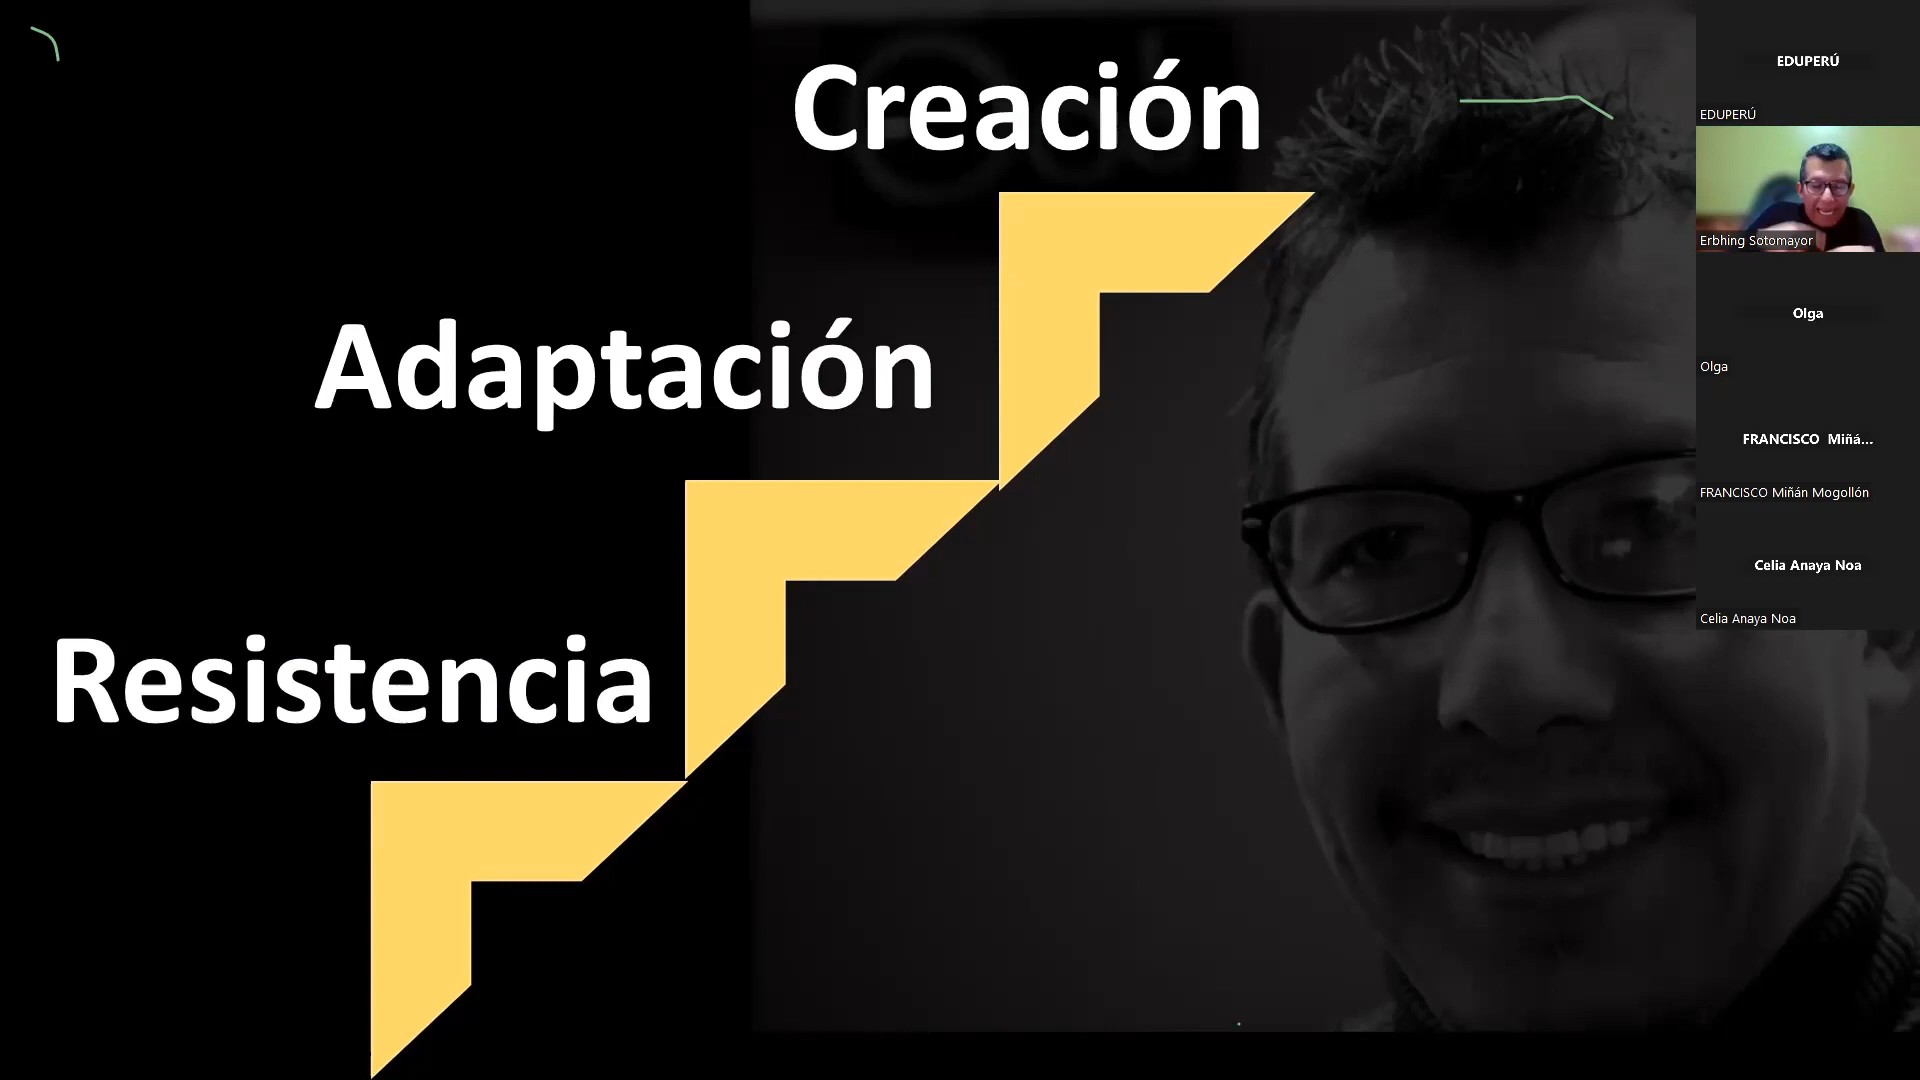 Creación
Adaptación
Resistencia
EDUPERÚ
EDUPERÚ
Erbhing Sotomayor
Olga
Olga
FRANCISCO Miñá...
FRANCISCO Miñán Mogollón
Celia Anaya Noa
Celia Anaya Noa